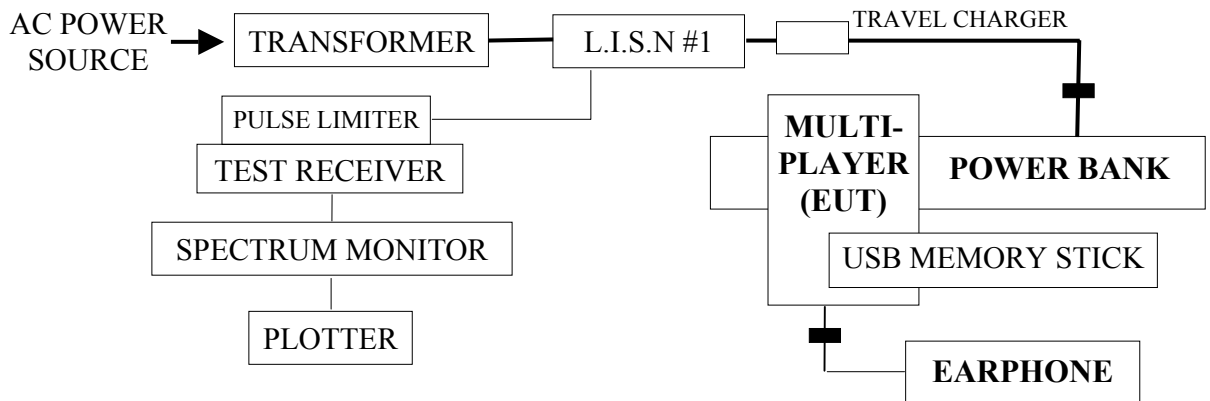 AC POWER
SOURCE
TRANSFORMER
L.I.S.N #1
TRAVEL CHARGER
PULSE LIMITER
TEST RECEIVER
SPECTRUM MONITOR
PLOTTER
MULTI-
PLAYER
(EUT)
POWER BANK
USB MEMORY STICK
EARPHONE